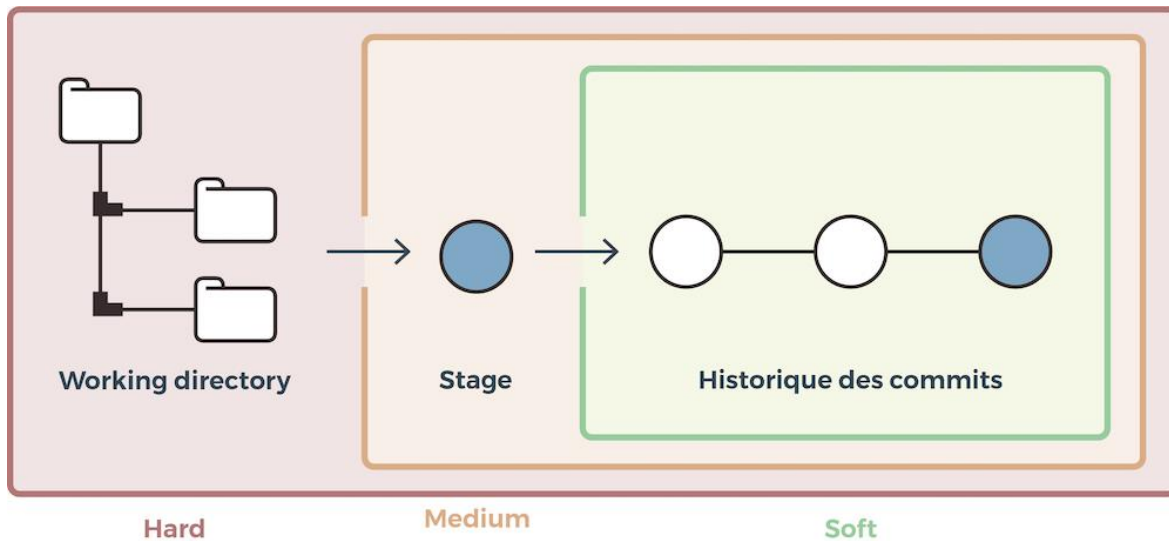 Working directory
Stage
Historique des commits
Hard
Medium
Soft